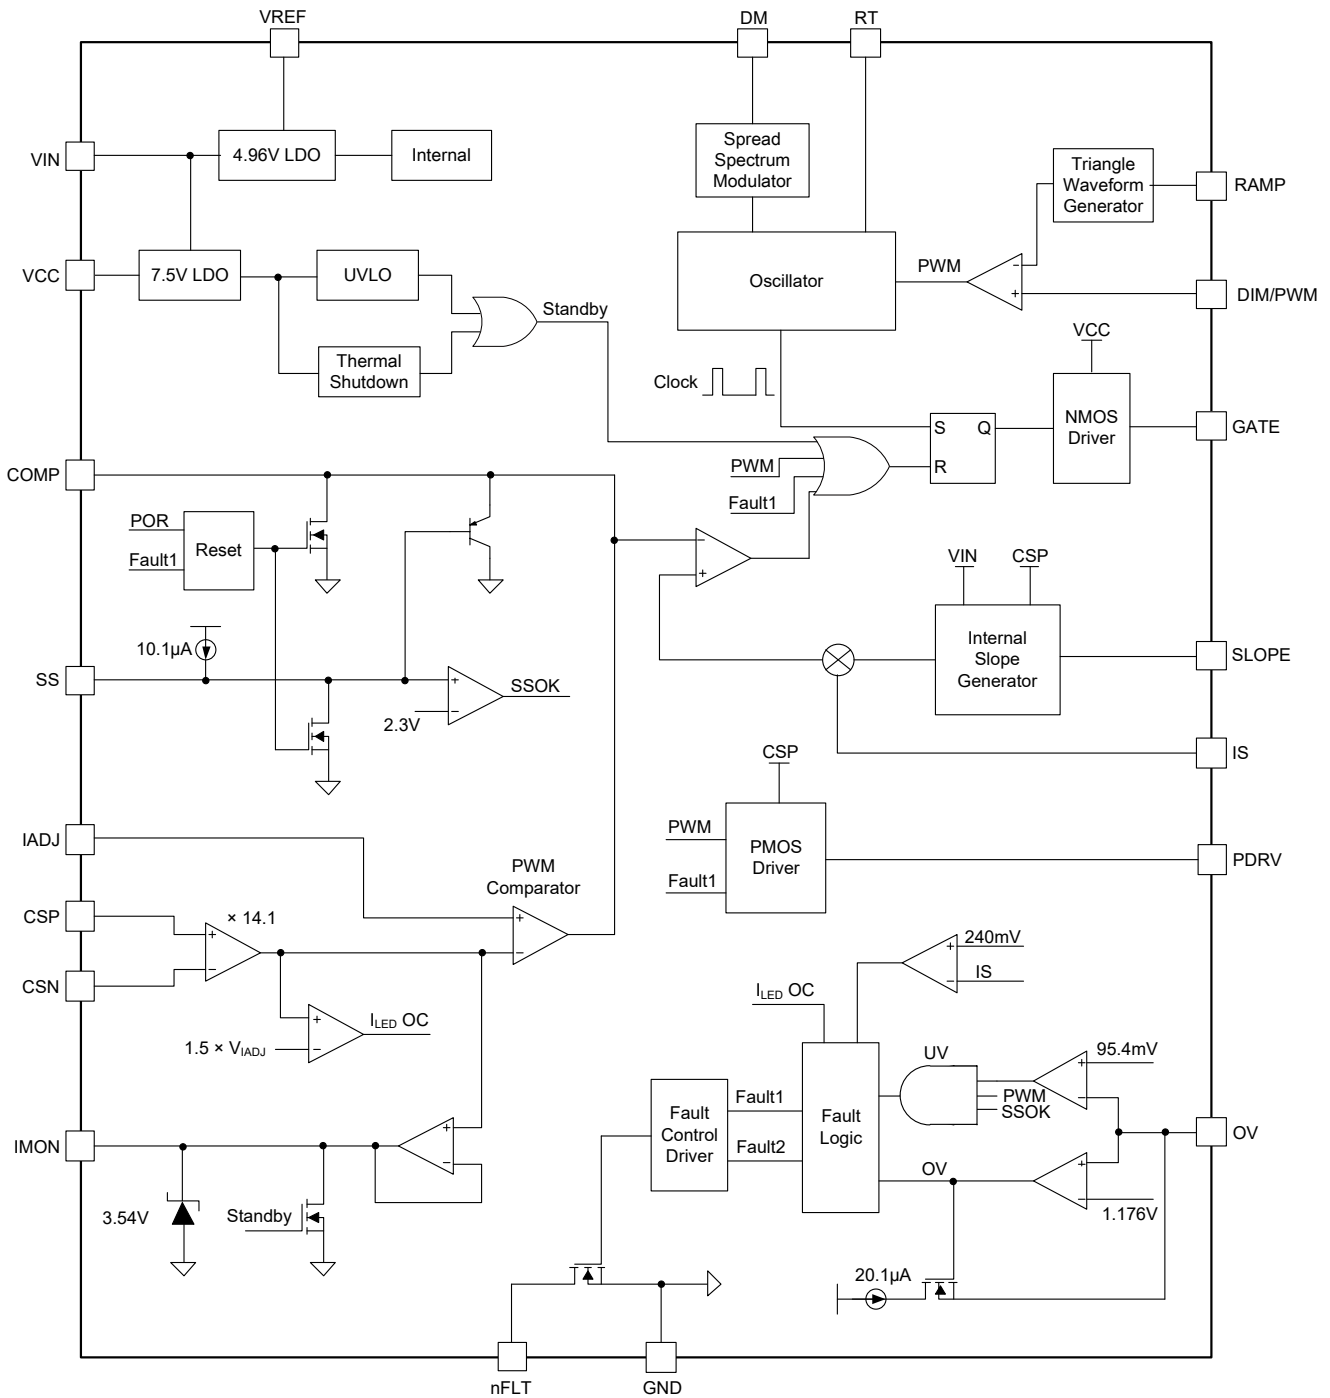 VREF
DM
RT
VIN
4.96V LDO
Internal
Spread
Spectrum
Modulator
Triangle
Waveform
Generator
RAMP
VCC
7.5V LDO
UVLO
Standby
Thermal
Shutdown
Oscillator
PWM
−
+
DIM/PWM
Clock
VCC
S
Q
R
NMOS
Driver
GATE
COMP
PWM
Fault1
POR
Fault1
Reset
−
+
VIN
CSP
Internal
Slope
Generator
SLOPE
10.1µA
SS
+
−
SSOK
2.3V
IS
CSP
PWM
Fault1
PMOS
Driver
PDRV
IADJ
PWM
Comparator
+
−
CSP
× 14.1
+
−
CSN
+
−
ILED OC
1.5 × VIADJ
240mV
+
−
IS
ILED OC
UV
95.4mV
+
−
PWM
SSOK
Fault
Control
Driver
Fault1
Fault2
Fault
Logic
OV
OV
+
−
1.176V
IMON
+
−
3.54V
Standby
20.1µA
nFLT
GND